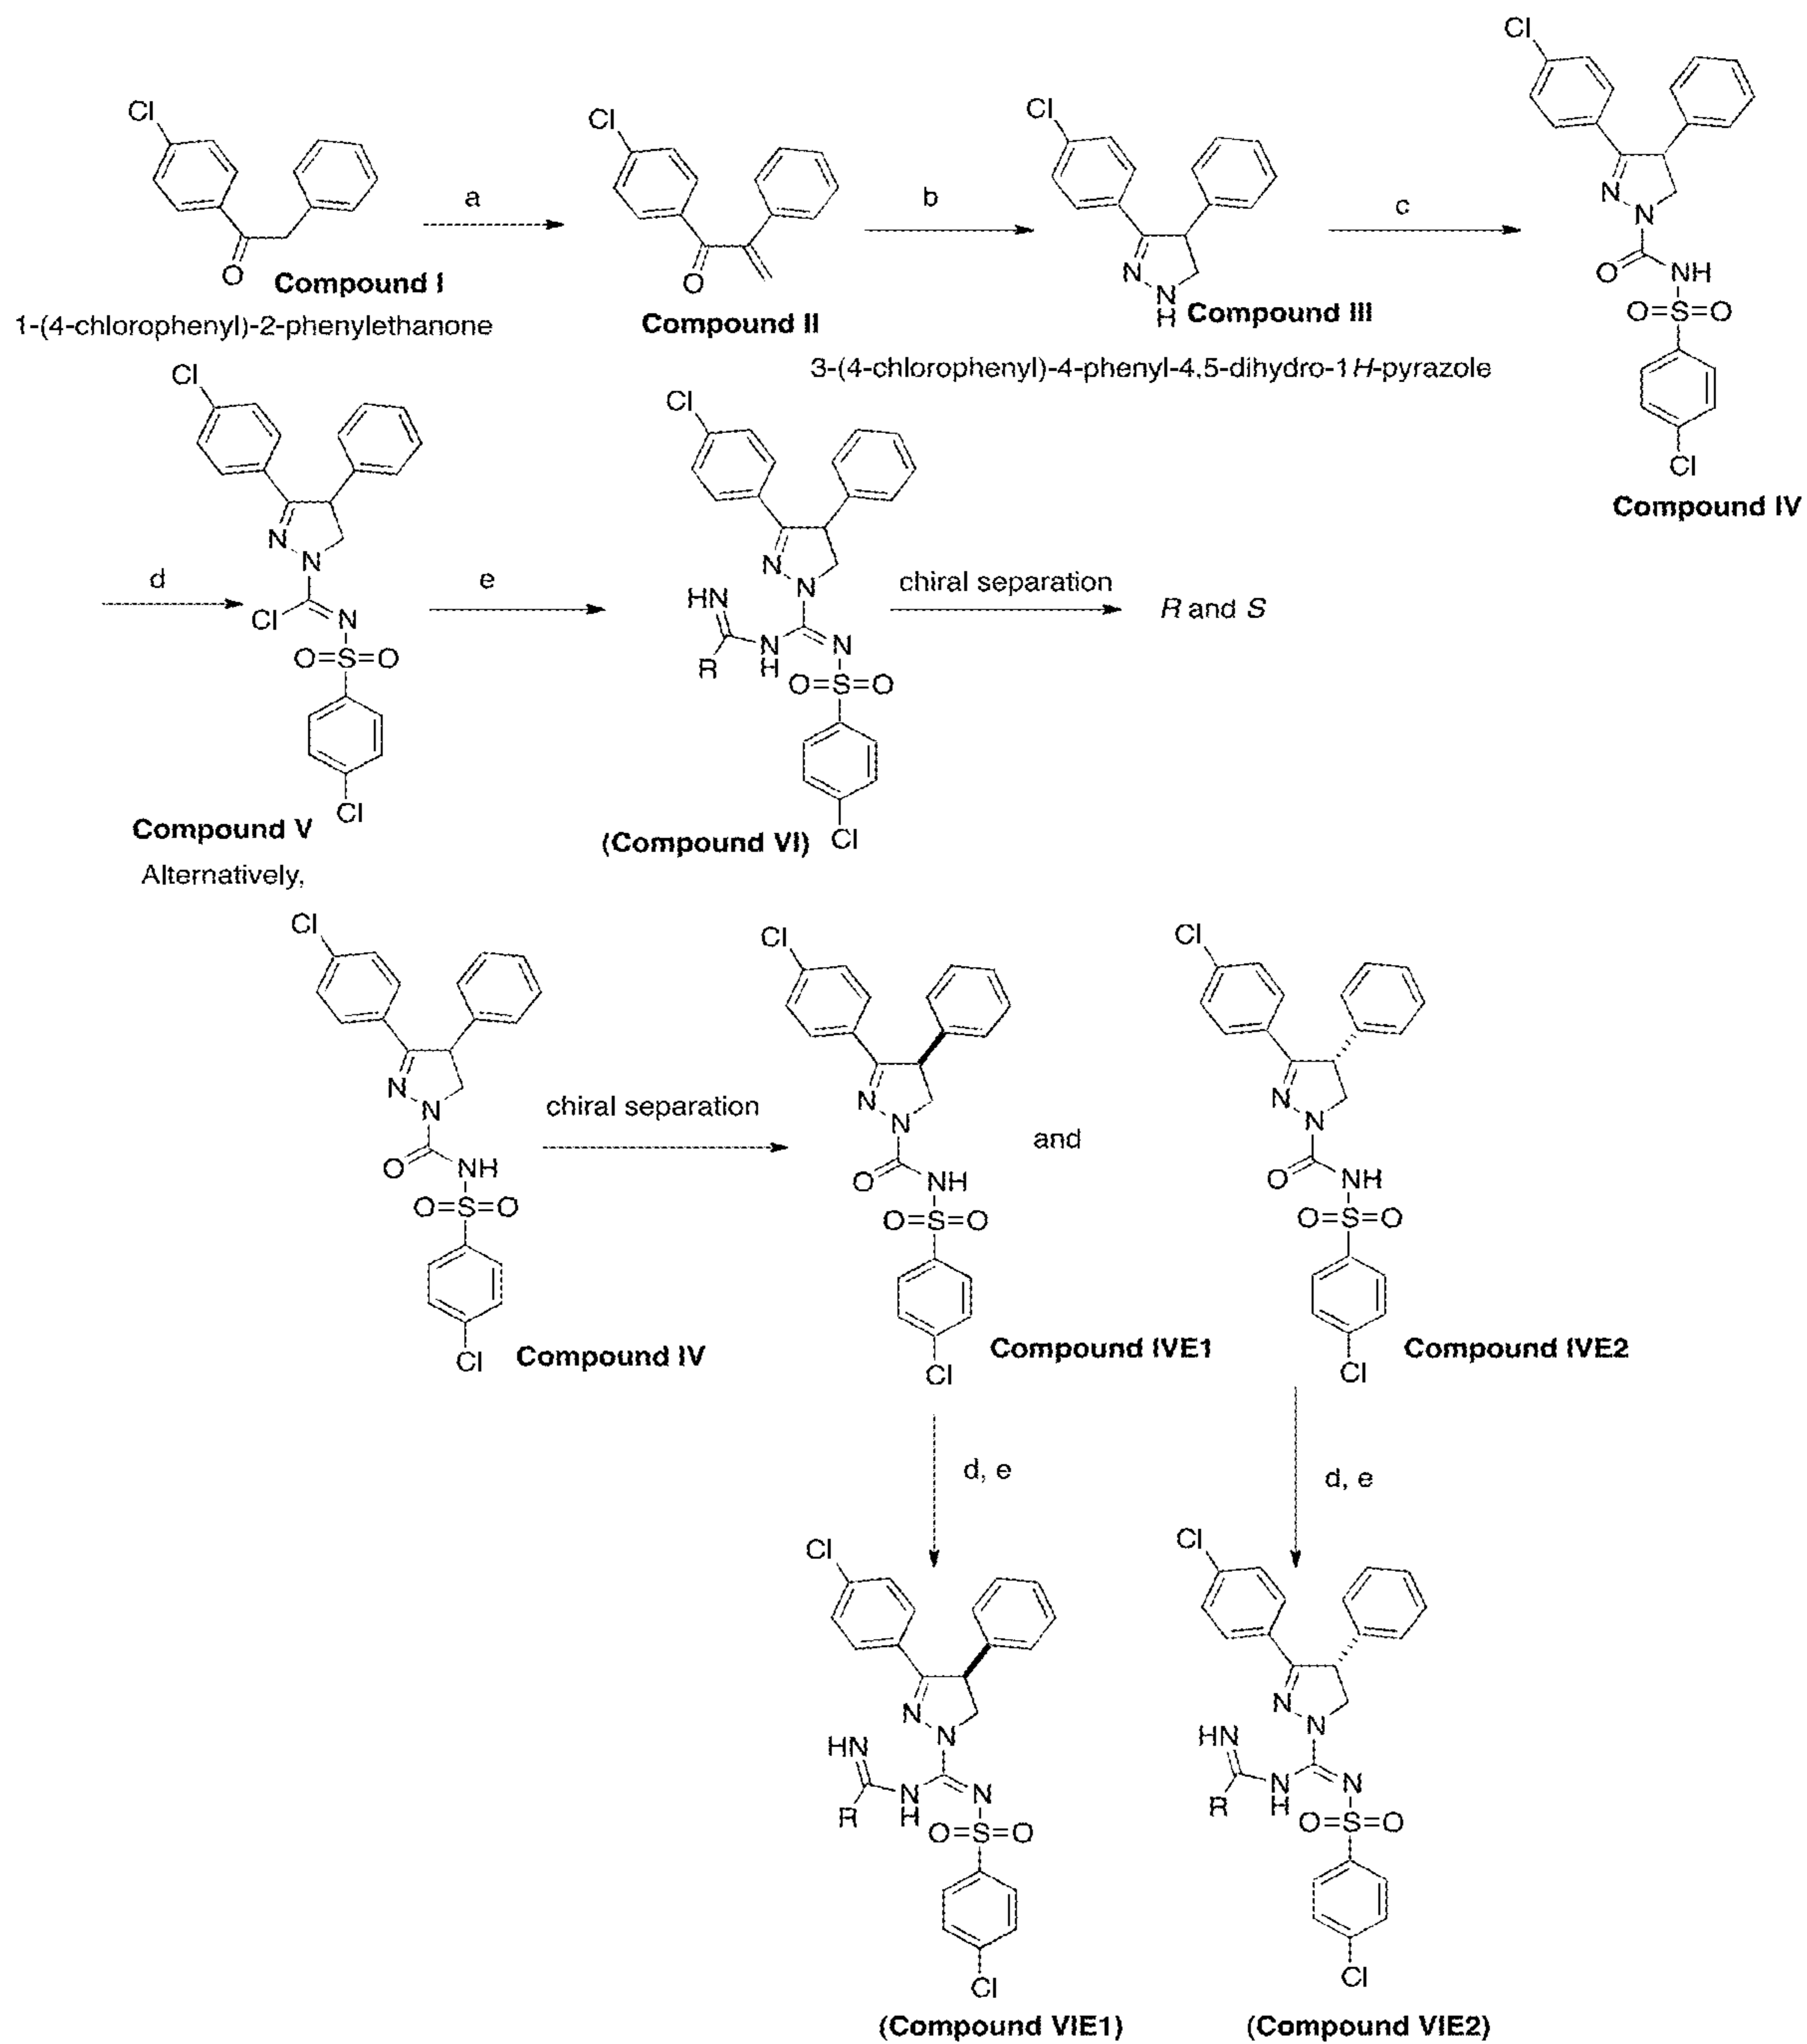 Cl
a
O
Compound I
1-(4-chlorophenyl)-2-phenylethanone
Cl
b
O
Compound II
Cl
c
N
N
H
Compound III
3-(4-chlorophenyl)-4-phenyl-4,5-dihydro-1H-pyrazole
Cl
N
N
O
NH
O=S=O
Cl
Compound IV
d
Cl
N
N
Cl
N
O=S=O
Cl
Compound V
e
Cl
N
N
HN
N
H
N
R
O=S=O
Cl
(Compound VI)
chiral separation
R and S
Alternatively,
Cl
N
N
O
NH
O=S=O
Cl
Compound IV
chiral separation
Cl
N
N
O
NH
O=S=O
Cl
Compound IVE1
and
Cl
N
N
O
NH
O=S=O
Cl
Compound IVE2
d, e
d, e
Cl
N
N
HN
N
H
N
R
O=S=O
Cl
(Compound VIE1)
Cl
N
N
HN
N
H
N
R
O=S=O
Cl
(Compound VIE2)